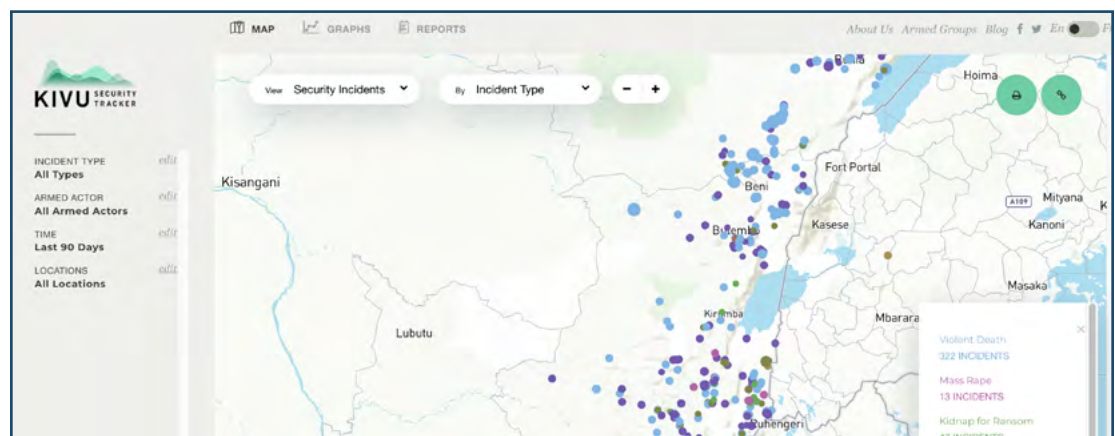 MAP GRAPHS REPORTS
About Us Armed Groups Blog En
KIVU SECURITY TRACKER
INCIDENT TYPE edit
All Types
ARMED ACTOR edit
All Armed Actors
TIME edit
Last 90 Days
LOCATIONS edit
All Locations
View Security Incidents By Incident Type − +
Bunia
Hoima
Kisangani
Fort Portal
Beni
A109 Mityana
Butembo
Kasese
Kanoni
Masaka
Kirumba
Mbarara
Lubutu
Ruhengeri
Violent Death
322 INCIDENTS
Mass Rape
13 INCIDENTS
Kidnap for Ransom
INCIDENTS